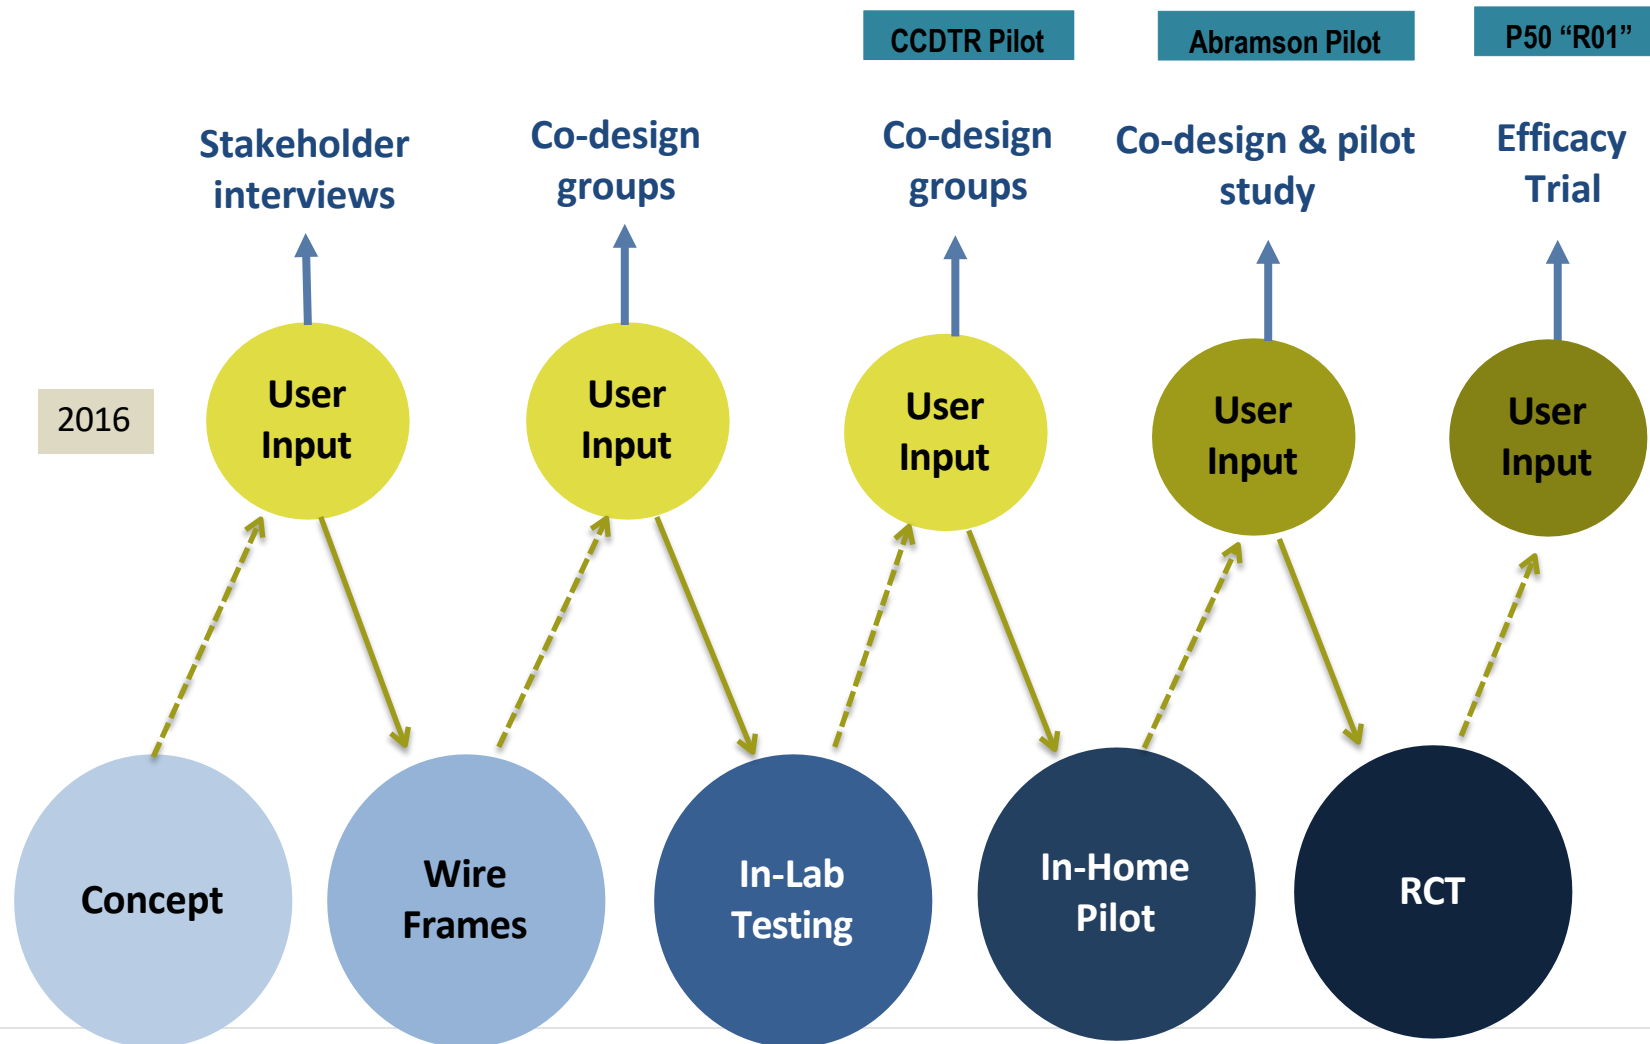 CCDTR Pilot
Abramson Pilot
P50 “R01”
Stakeholder
interviews
Co-design
groups
Co-design
groups
Co-design & pilot
study
Efficacy
Trial
2016
User
Input
User
Input
User
Input
User
Input
User
Input
Concept
Wire
Frames
In-Lab
Testing
In-Home
Pilot
RCT